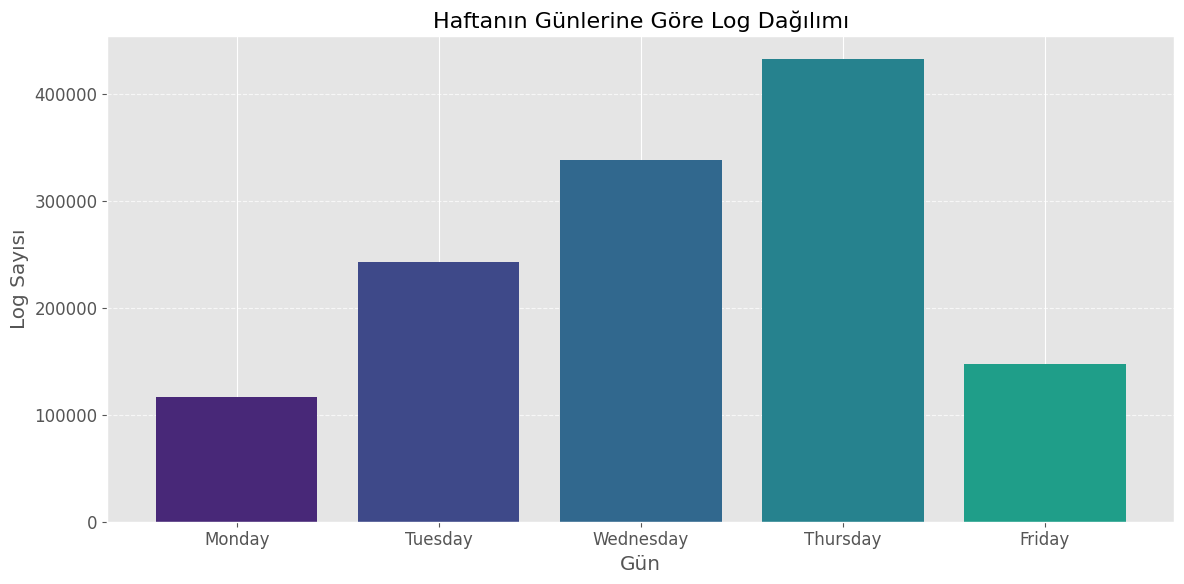 Haftanın Günlerine Göre Log Dağılımı
Log Sayısı
400000
300000
200000
100000
0
Monday Tuesday Wednesday Thursday Friday
Gün